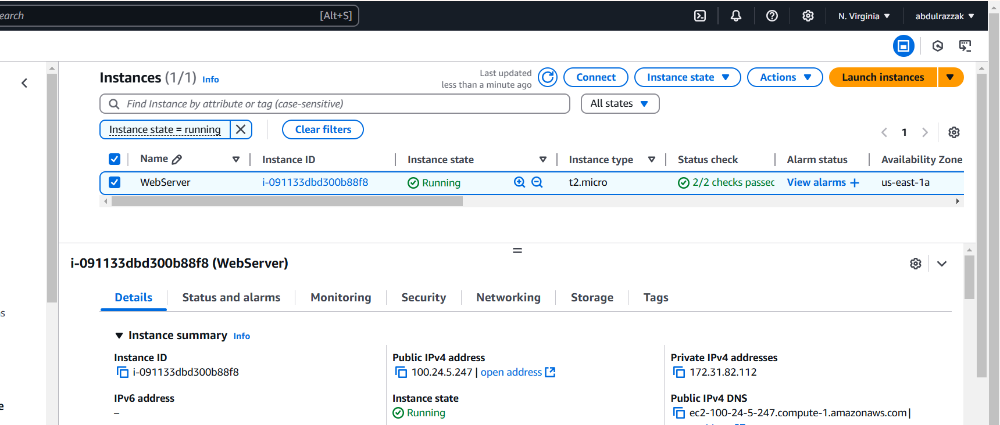 earch [Alt+S] N. Virginia abdulrazzak
Instances (1/1) Info Last updated less than a minute ago Connect Instance state Actions Launch instances
Find Instance by attribute or tag (case-sensitive) All states
Instance state = running Clear filters 1
Name Instance ID Instance state Instance type Status check Alarm status Availability Zone
WebServer i-091133dbd300b88f8 Running t2.micro 2/2 checks passec View alarms + us-east-1a
i-091133dbd300b88f8 (WebServer)
Details Status and alarms Monitoring Security Networking Storage Tags
Instance summary Info
Instance ID Public IPv4 address Private IPv4 addresses
i-091133dbd300b88f8 100.24.5.247 | open address 172.31.82.112
IPv6 address Instance state Public IPv4 DNS
– Running ec2-100-24-5-247.compute-1.amazonaws.com |